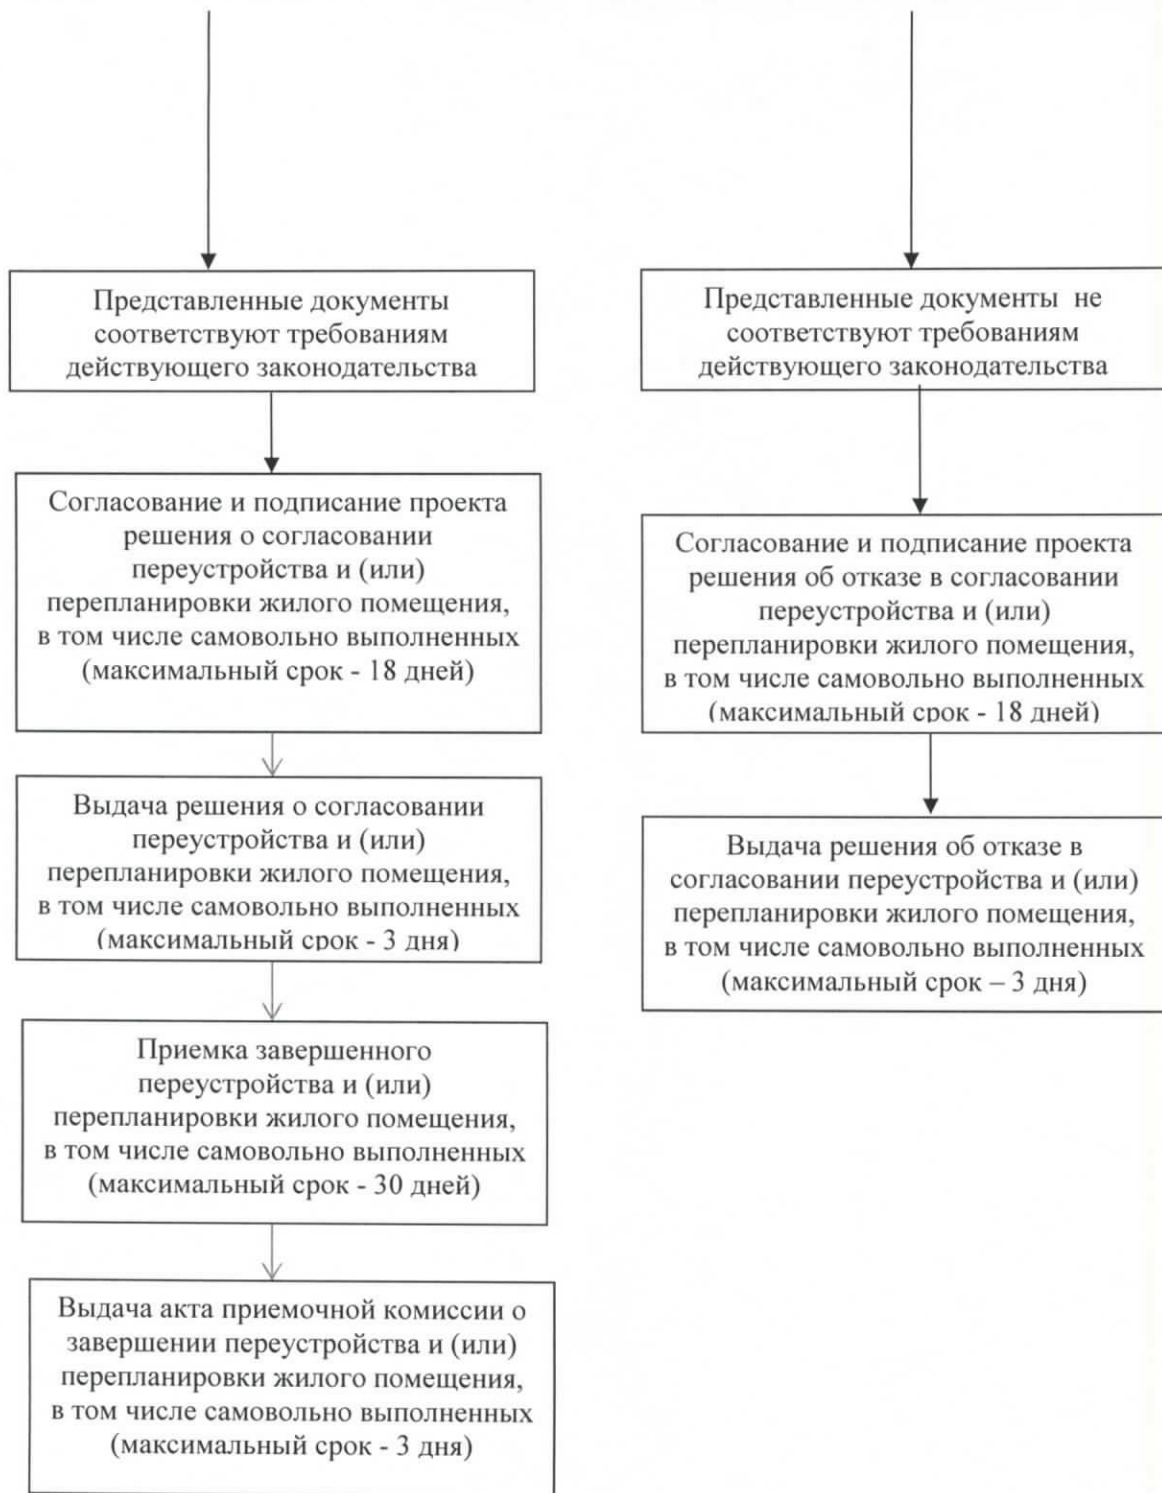 Представленные документы
соответствуют требованиям
действующего законодательства
Согласование и подписание проекта
решения о согласовании
переустройства и (или)
перепланировки жилого помещения,
в том числе самовольно выполненных
(максимальный срок - 18 дней)
Выдача решения о согласовании
переустройства и (или)
перепланировки жилого помещения,
в том числе самовольно выполненных
(максимальный срок - 3 дня)
Приемка завершенного
переустройства и (или)
перепланировки жилого помещения,
в том числе самовольно выполненных
(максимальный срок - 30 дней)
Выдача акта приемочной комиссии о
завершении переустройства и (или)
перепланировки жилого помещения,
в том числе самовольно выполненных
(максимальный срок - 3 дня)
Представленные документы  не
соответствуют требованиям
действующего законодательства
Согласование и подписание проекта
решения об отказе в согласовании
переустройства и (или)
перепланировки жилого помещения,
в том числе самовольно выполненных
(максимальный срок - 18 дней)
Выдача решения об отказе в
согласовании переустройства и (или)
перепланировки жилого помещения,
в том числе самовольно выполненных
(максимальный срок – 3 дня)